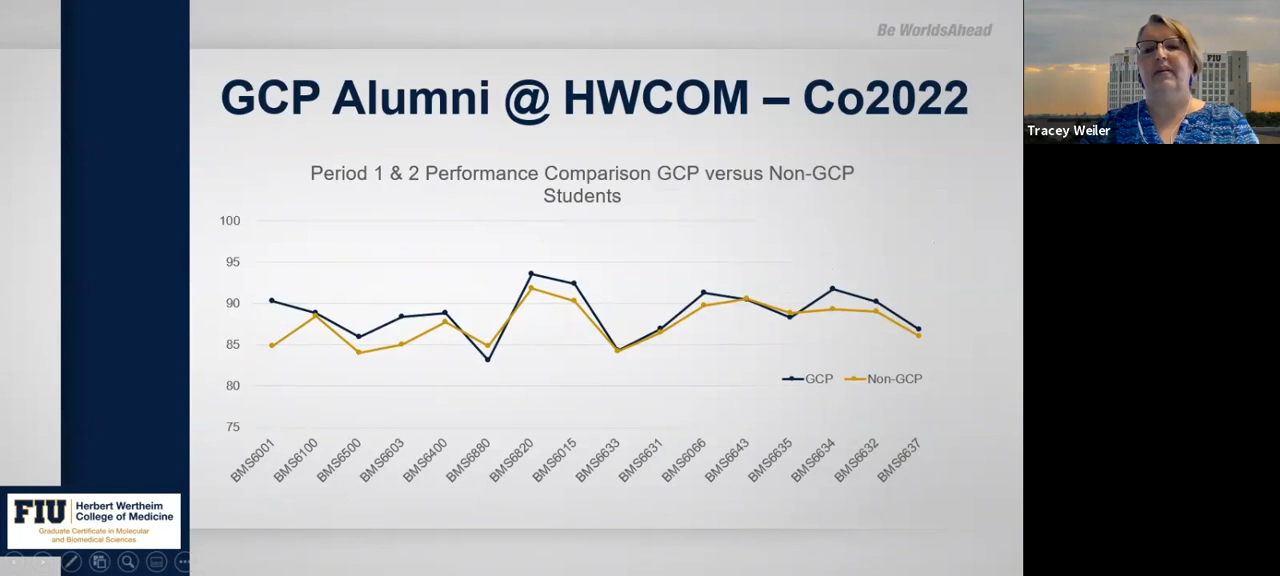 Be WorldsAhead
GCP Alumni @ HWCOM – Co2022
Period 1 & 2 Performance Comparison GCP versus Non-GCP
Students
100
95
90
85
80
75
GCP Non-GCP
BMS6001 BMS6100 BMS6500 BMS6603 BMS6400 BMS6880 BMS6820 BMS6015 BMS6633 BMS6631 BMS6066 BMS6643 BMS6635 BMS6634 BMS6632 BMS6637
FIU Herbert Wertheim
College of Medicine
Graduate Certificate in Molecular
and Biomedical Sciences
FIU
Tracey Weiler